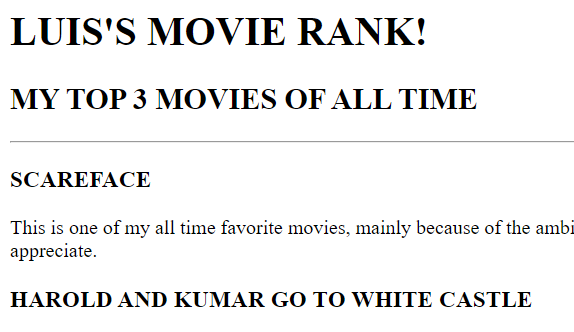 LUIS'S MOVIE RANK!
MY TOP 3 MOVIES OF ALL TIME
SCAREFACE
This is one of my all time favorite movies, mainly because of the ambi
appreciate.
HAROLD AND KUMAR GO TO WHITE CASTLE